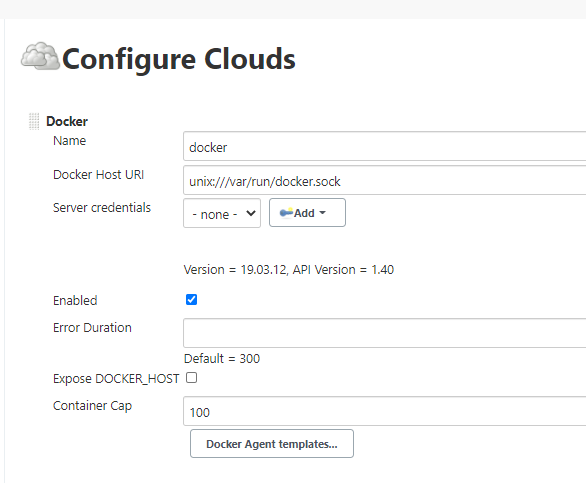 Configure Clouds
Docker
Name
docker
Docker Host URI
unix:///var/run/docker.sock
Server credentials
- none -
Add
Version = 19.03.12, API Version = 1.40
Enabled
Error Duration
Default = 300
Expose DOCKER_HOST
Container Cap
100
Docker Agent templates...